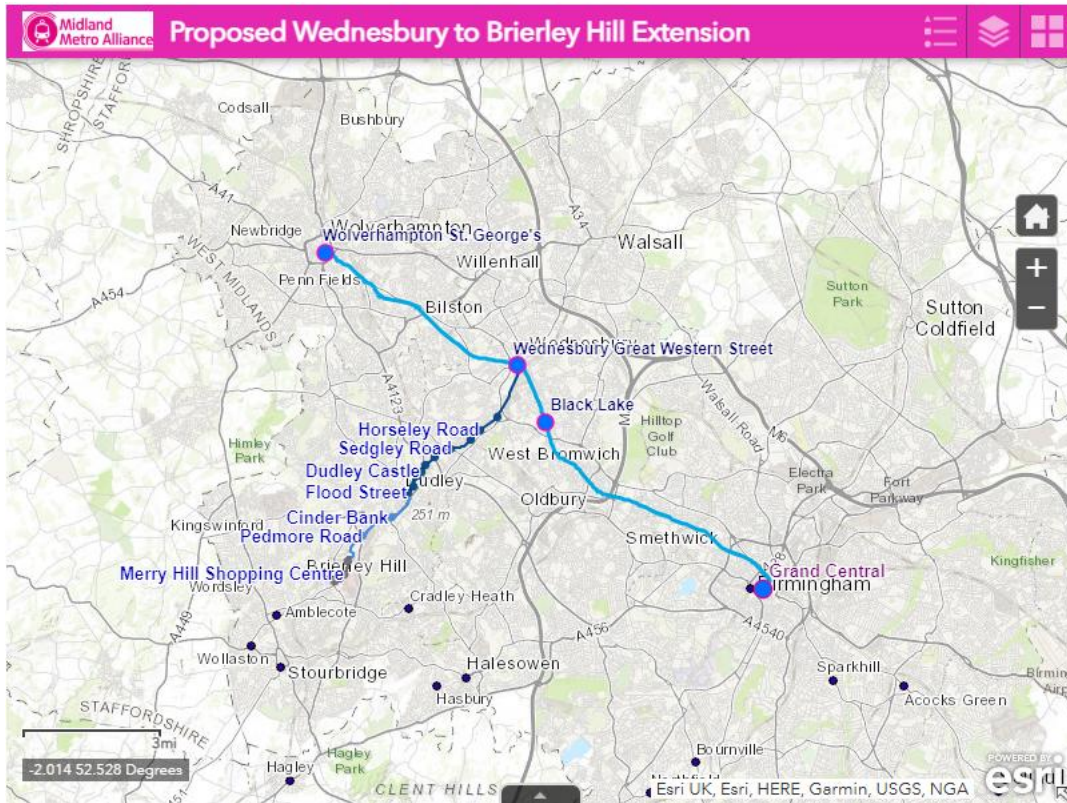 Midland
Metro Alliance
Proposed Wednesbury to Brierley Hill Extension
SHROPSHIRE
STAFFORDSHIRE
Codsall
Bushbury
A41
A34
Newbridge
Wolverhampton
Wolverhampton St. George's
Walsall
Willenhall
Penn Fields
WEST MIDLANDS
A454
Bilston
Sutton
Park
Sutton
Coldfield
Wednesbury
Wednesbury Great Western Street
A4123
Walsall Road
M6
Black Lake
Horseley Road
Sedgley Road
Hilltop
Golf
Club
Himley
Park
West Bromwich
Dudley Castle
Dudley
Electra
Park
Fort
Parkway
Flood Street
Oldbury
Cinder Bank
251 m
Kingswinford
Pedmore Road
Smethwick
Kingfisher
Brierley Hill
Merry Hill Shopping Centre
Grand Central
Birmingham
Wordsley
Cradley Heath
Amblecote
A449
A456
A4540
Wollaston
Stourbridge
Halesowen
Sparkhill
Hasbury
Acocks Green
STAFFORDSHIRE
3mi
-2.014 52.528 Degrees
Hagley
Hagley
Park
CLENT HILLS
Bournville
POWERED BY
esri
Esri UK, Esri, HERE, Garmin, USGS, NGA